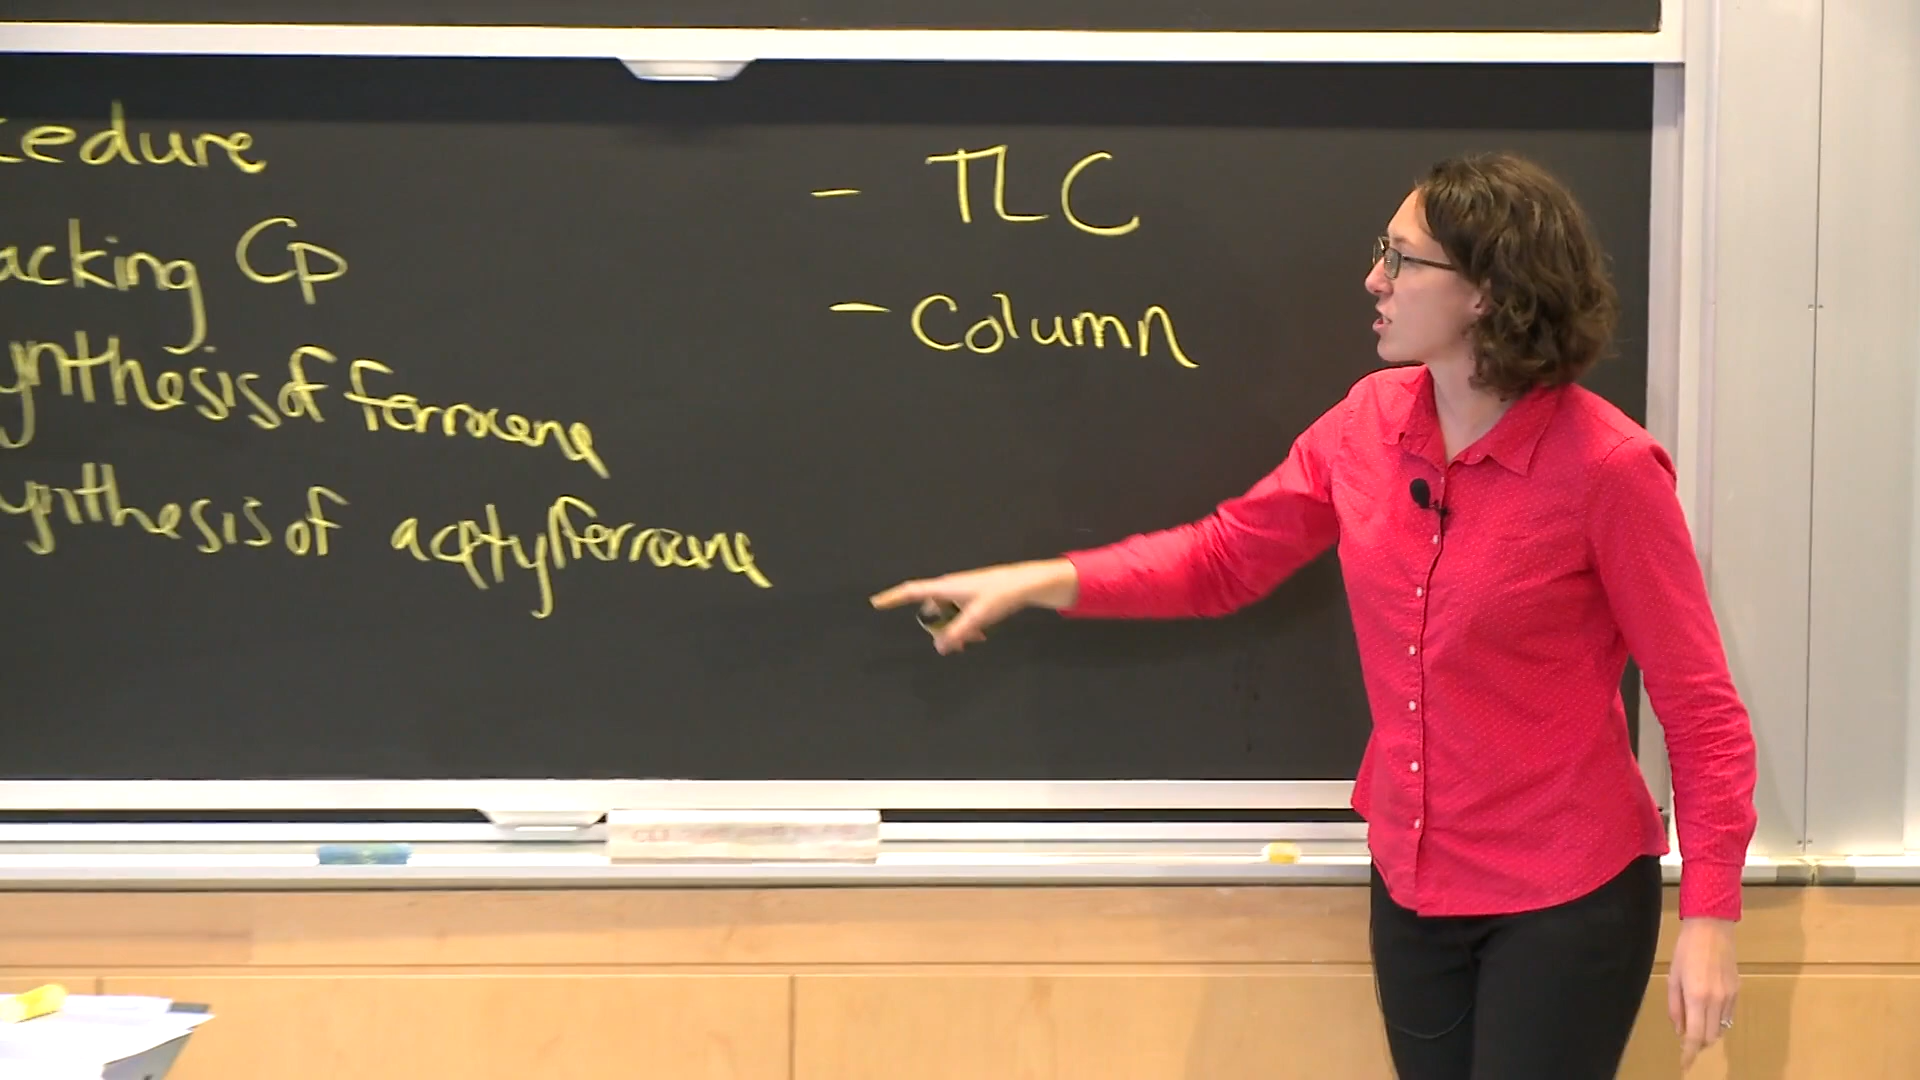 cedure
acking Cp
ynthesis of ferrocene
ynthesis of acetylferrocene
- TLC
- Column